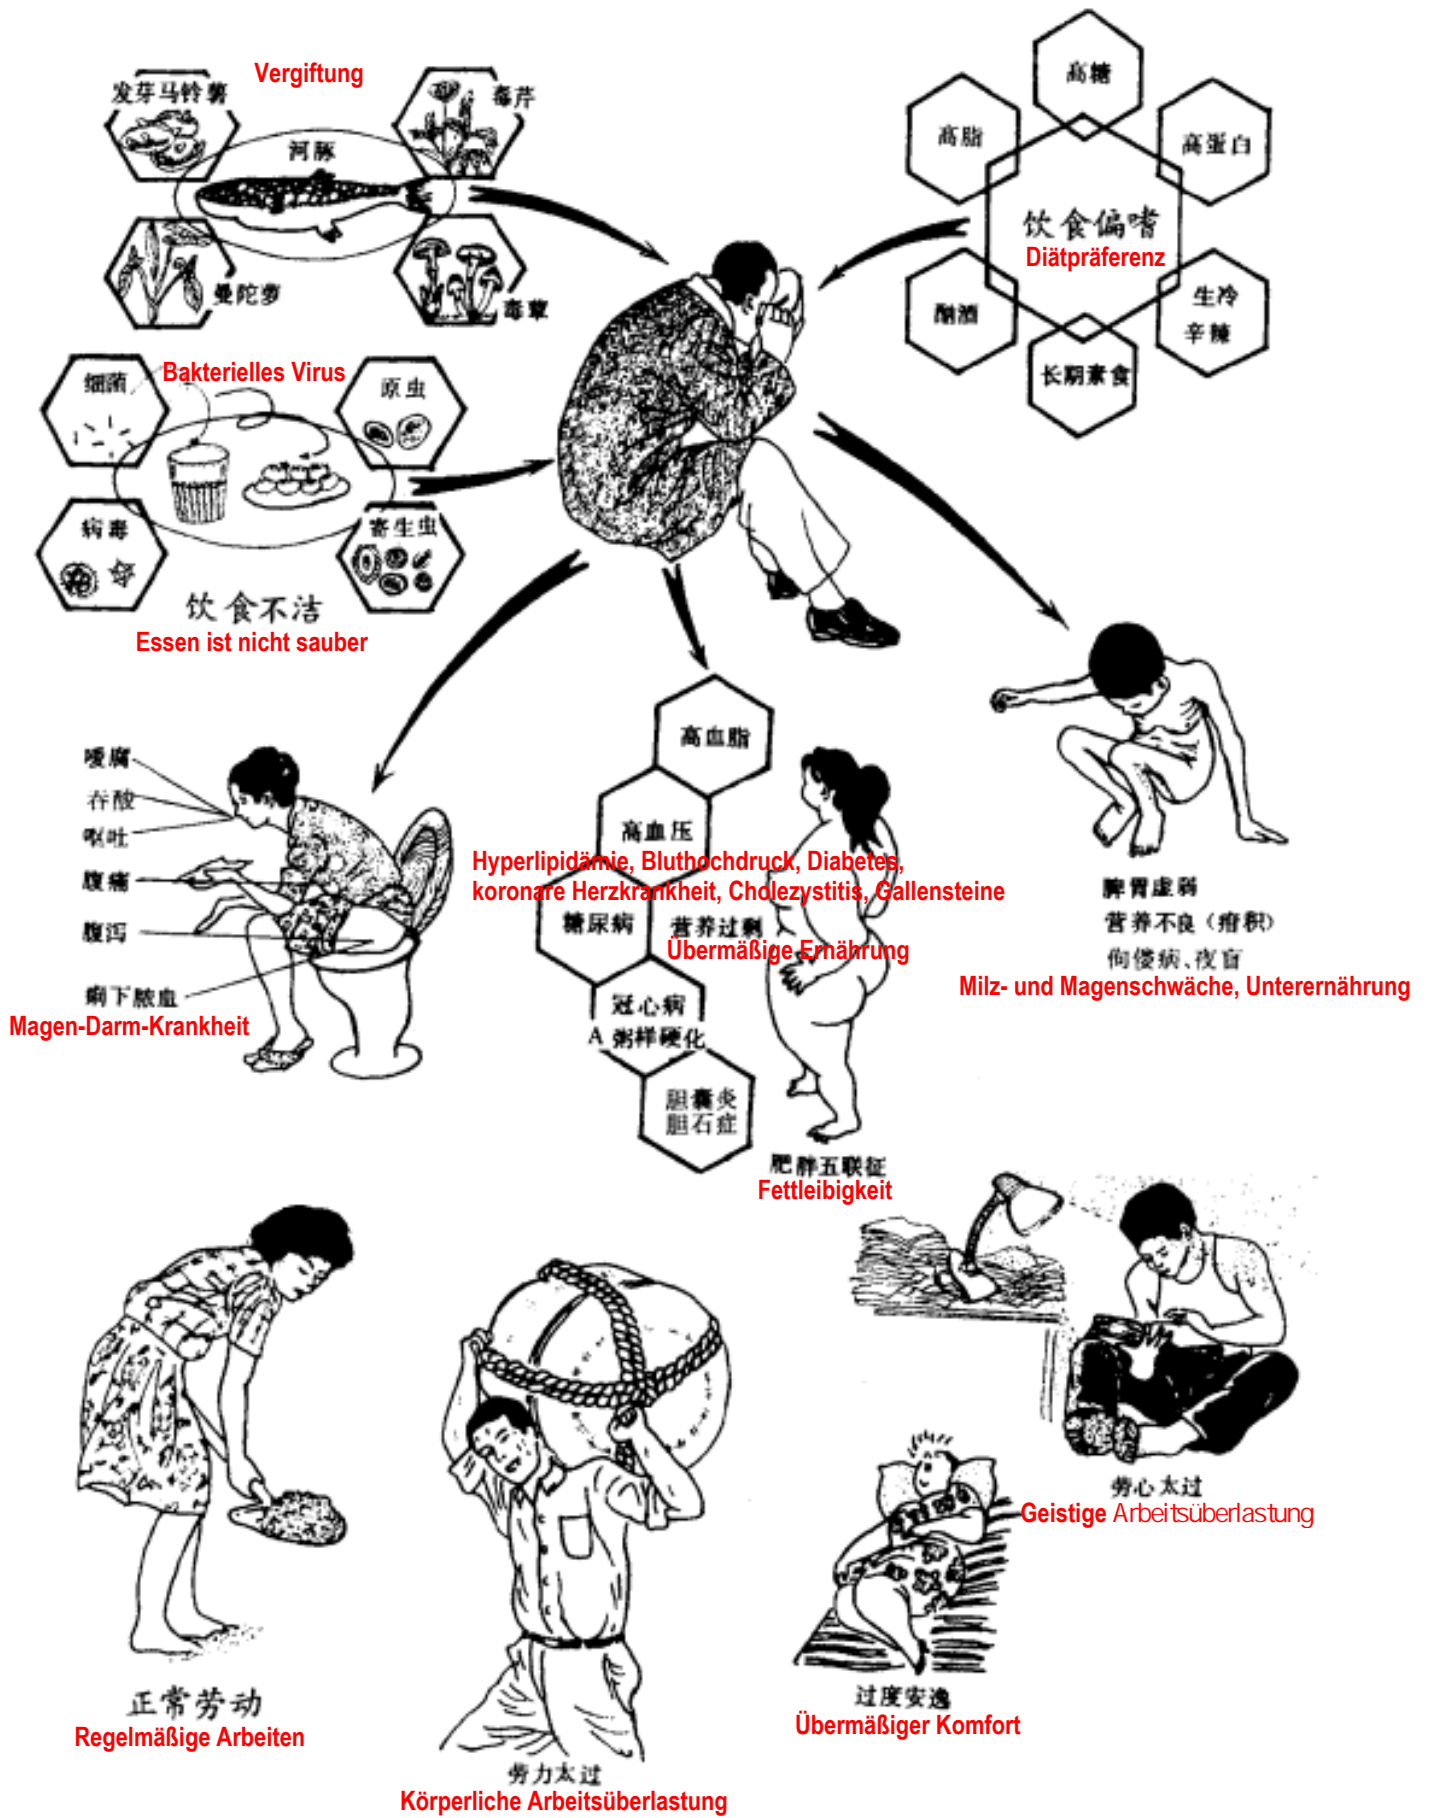 Vergiftung
发芽马铃薯
毒芹
河豚
曼陀萝
毒蕈
高糖
高脂
高蛋白
饮食偏嗜
Diätpräferenz
酗酒
生冷
辛辣
长期素食
细菌
Bakterielles Virus
原虫
病毒
寄生虫
饮食不洁
Essen ist nicht sauber
嗳腐
吞酸
呕吐
腹痛
腹泻
痢下脓血
Magen-Darm-Krankheit
高血脂
高血压
Hyperlipidämie, Bluthochdruck, Diabetes,
koronare Herzkrankheit, Cholezystitis, Gallensteine
糖尿病
营养过剩
Übermäßige Ernährung
冠心病
A 粥样硬化
胆囊炎
胆石症
肥胖五联征
Fettleibigkeit
脾胃虚弱
营养不良（疳积）
佝偻病、夜盲
Milz- und Magenschwäche, Unterernährung
劳心太过
Geistige Arbeitsüberlastung
正常劳动
Regelmäßige Arbeiten
过度安逸
Übermäßiger Komfort
劳力太过
Körperliche Arbeitsüberlastung